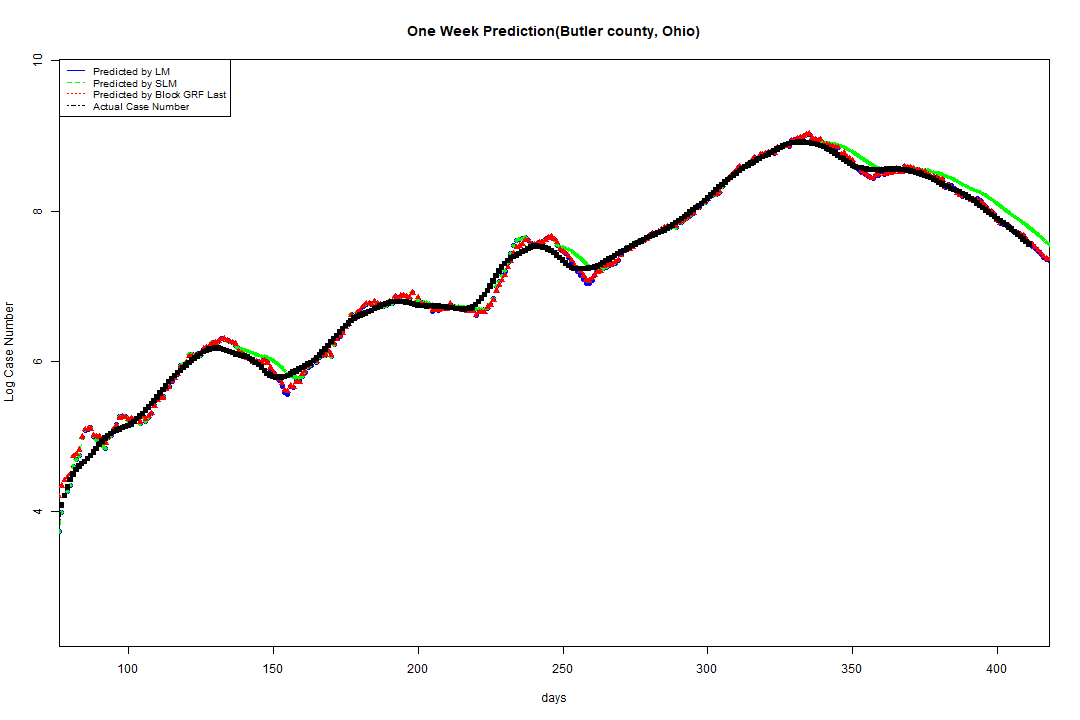 One Week Prediction(Butler county, Ohio)
Predicted by LM
Predicted by SLM
Predicted by Block GRF Last
Actual Case Number
10
8
6
4
Log Case Number
100 150 200 250 300 350 400
days